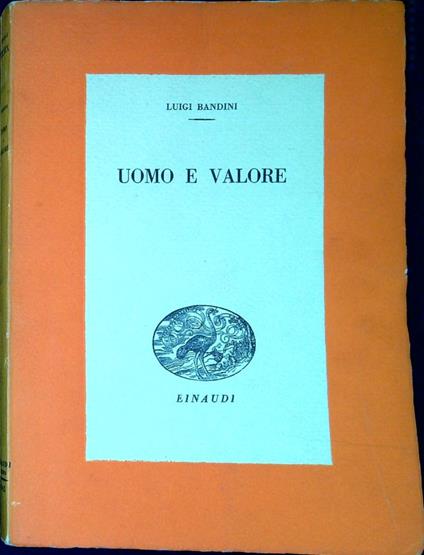 LUIGI BANDINI
UOMO E VALORE
EINAUDI